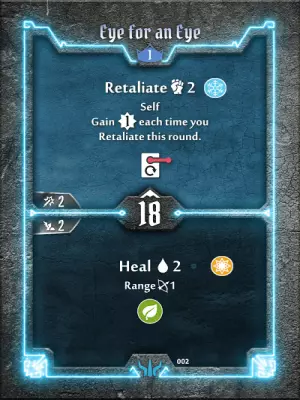 Eye for an Eye
1
Retaliate 2
Self
Gain 1 each time you
Retaliate this round.
2
18
2
Heal 2
Range 1
002